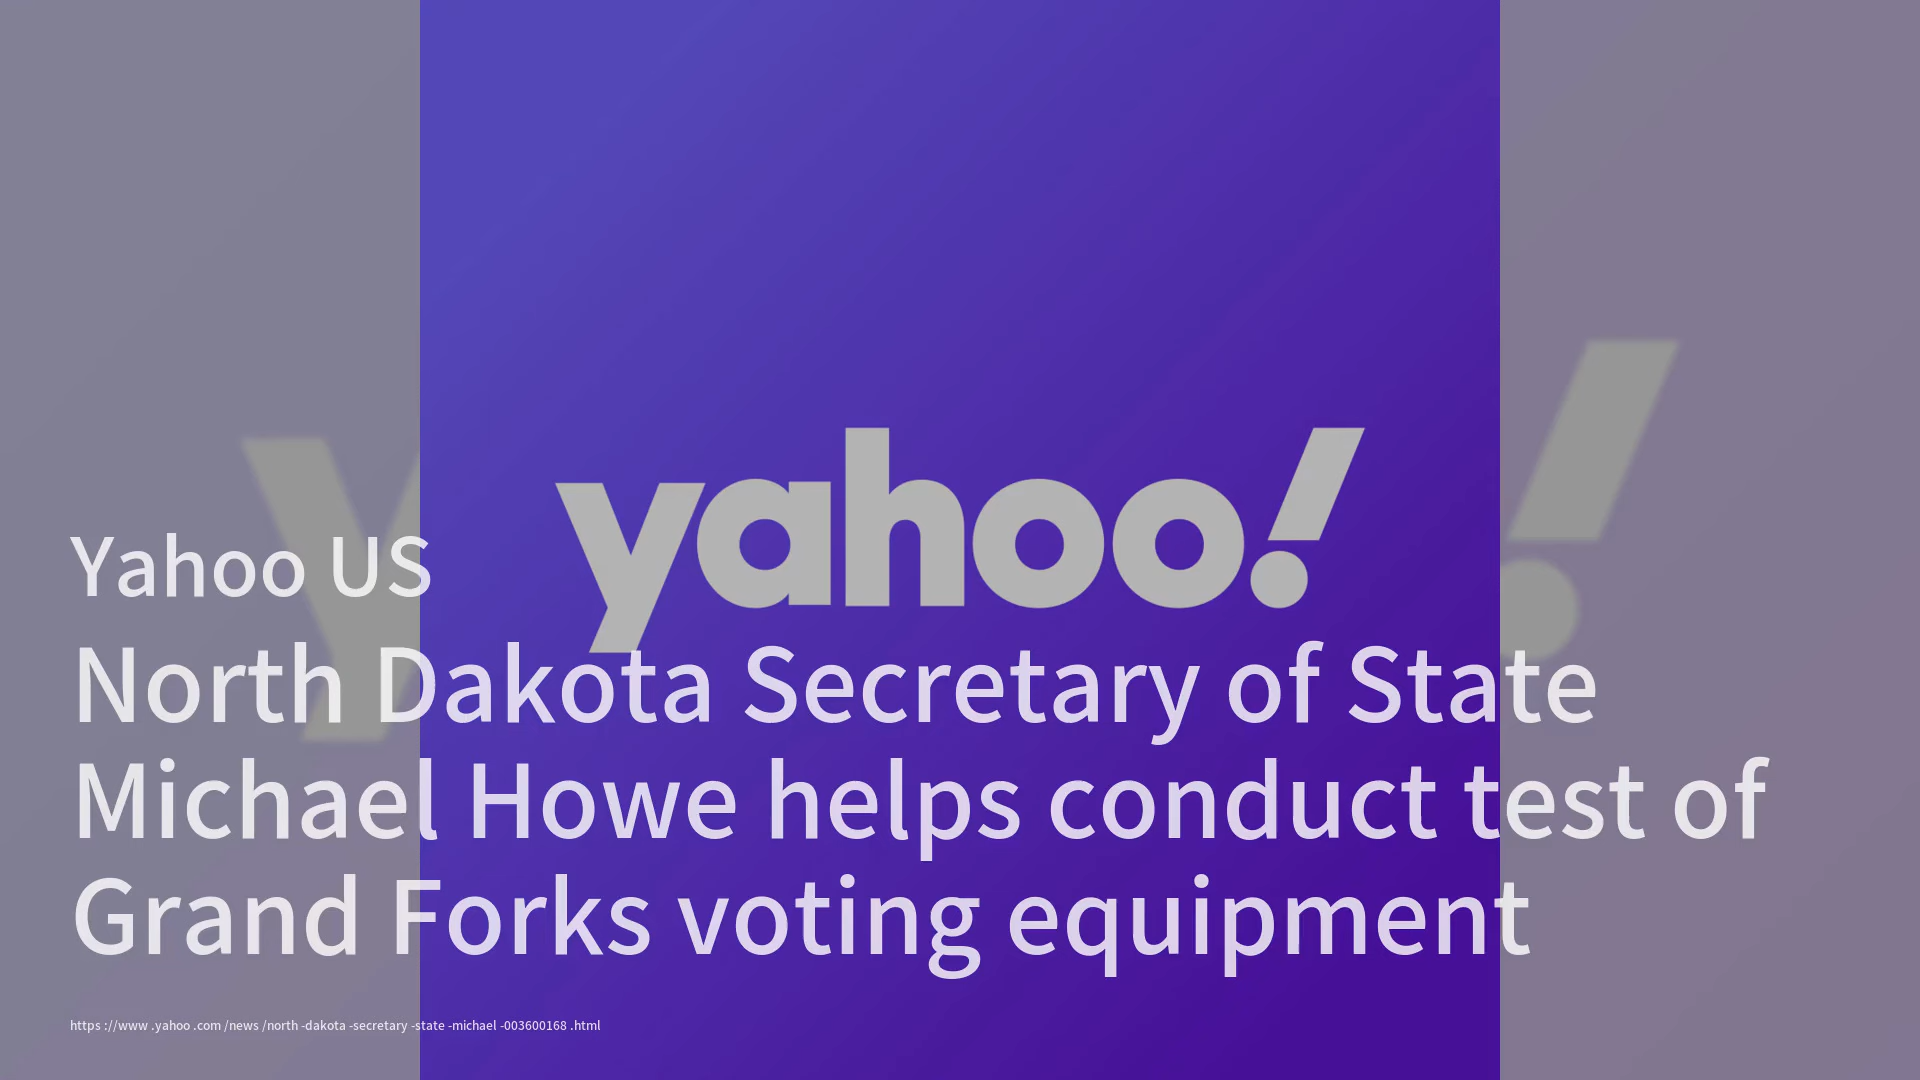 yahoo!
Yahoo US
North Dakota Secretary of State
Michael Howe helps conduct test of
Grand Forks voting equipment
https ://www .yahoo .com /news /north -dakota -secretary -state -michael -003600168 .html